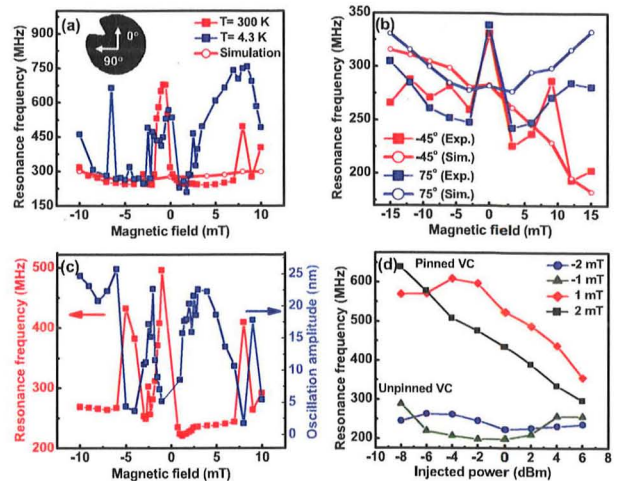 (a)
0°
90°
T= 300 K
T= 4.3 K
Simulation
Resonance frequency (MHz)
900
750
600
450
300
150
-10
-5
0
5
10
Magnetic field (mT)
(b)
Resonance frequency (MHz)
350
300
250
200
-45° (Exp.)
-45° (Sim.)
75° (Exp.)
75° (Sim.)
-15
-10
-5
0
5
10
15
Magnetic field (mT)
(c)
Resonance frequency (MHz)
500
400
300
200
Oscillation amplitude (nm)
25
20
15
10
5
0
-10
-5
0
5
10
Magnetic field (mT)
(d)
Pinned VC
-2 mT
-1 mT
1 mT
2 mT
Unpinned VC
Resonance frequency (MHz)
700
600
500
400
300
200
-10
-8
-6
-4
-2
0
2
4
6
8
Injected power (dBm)